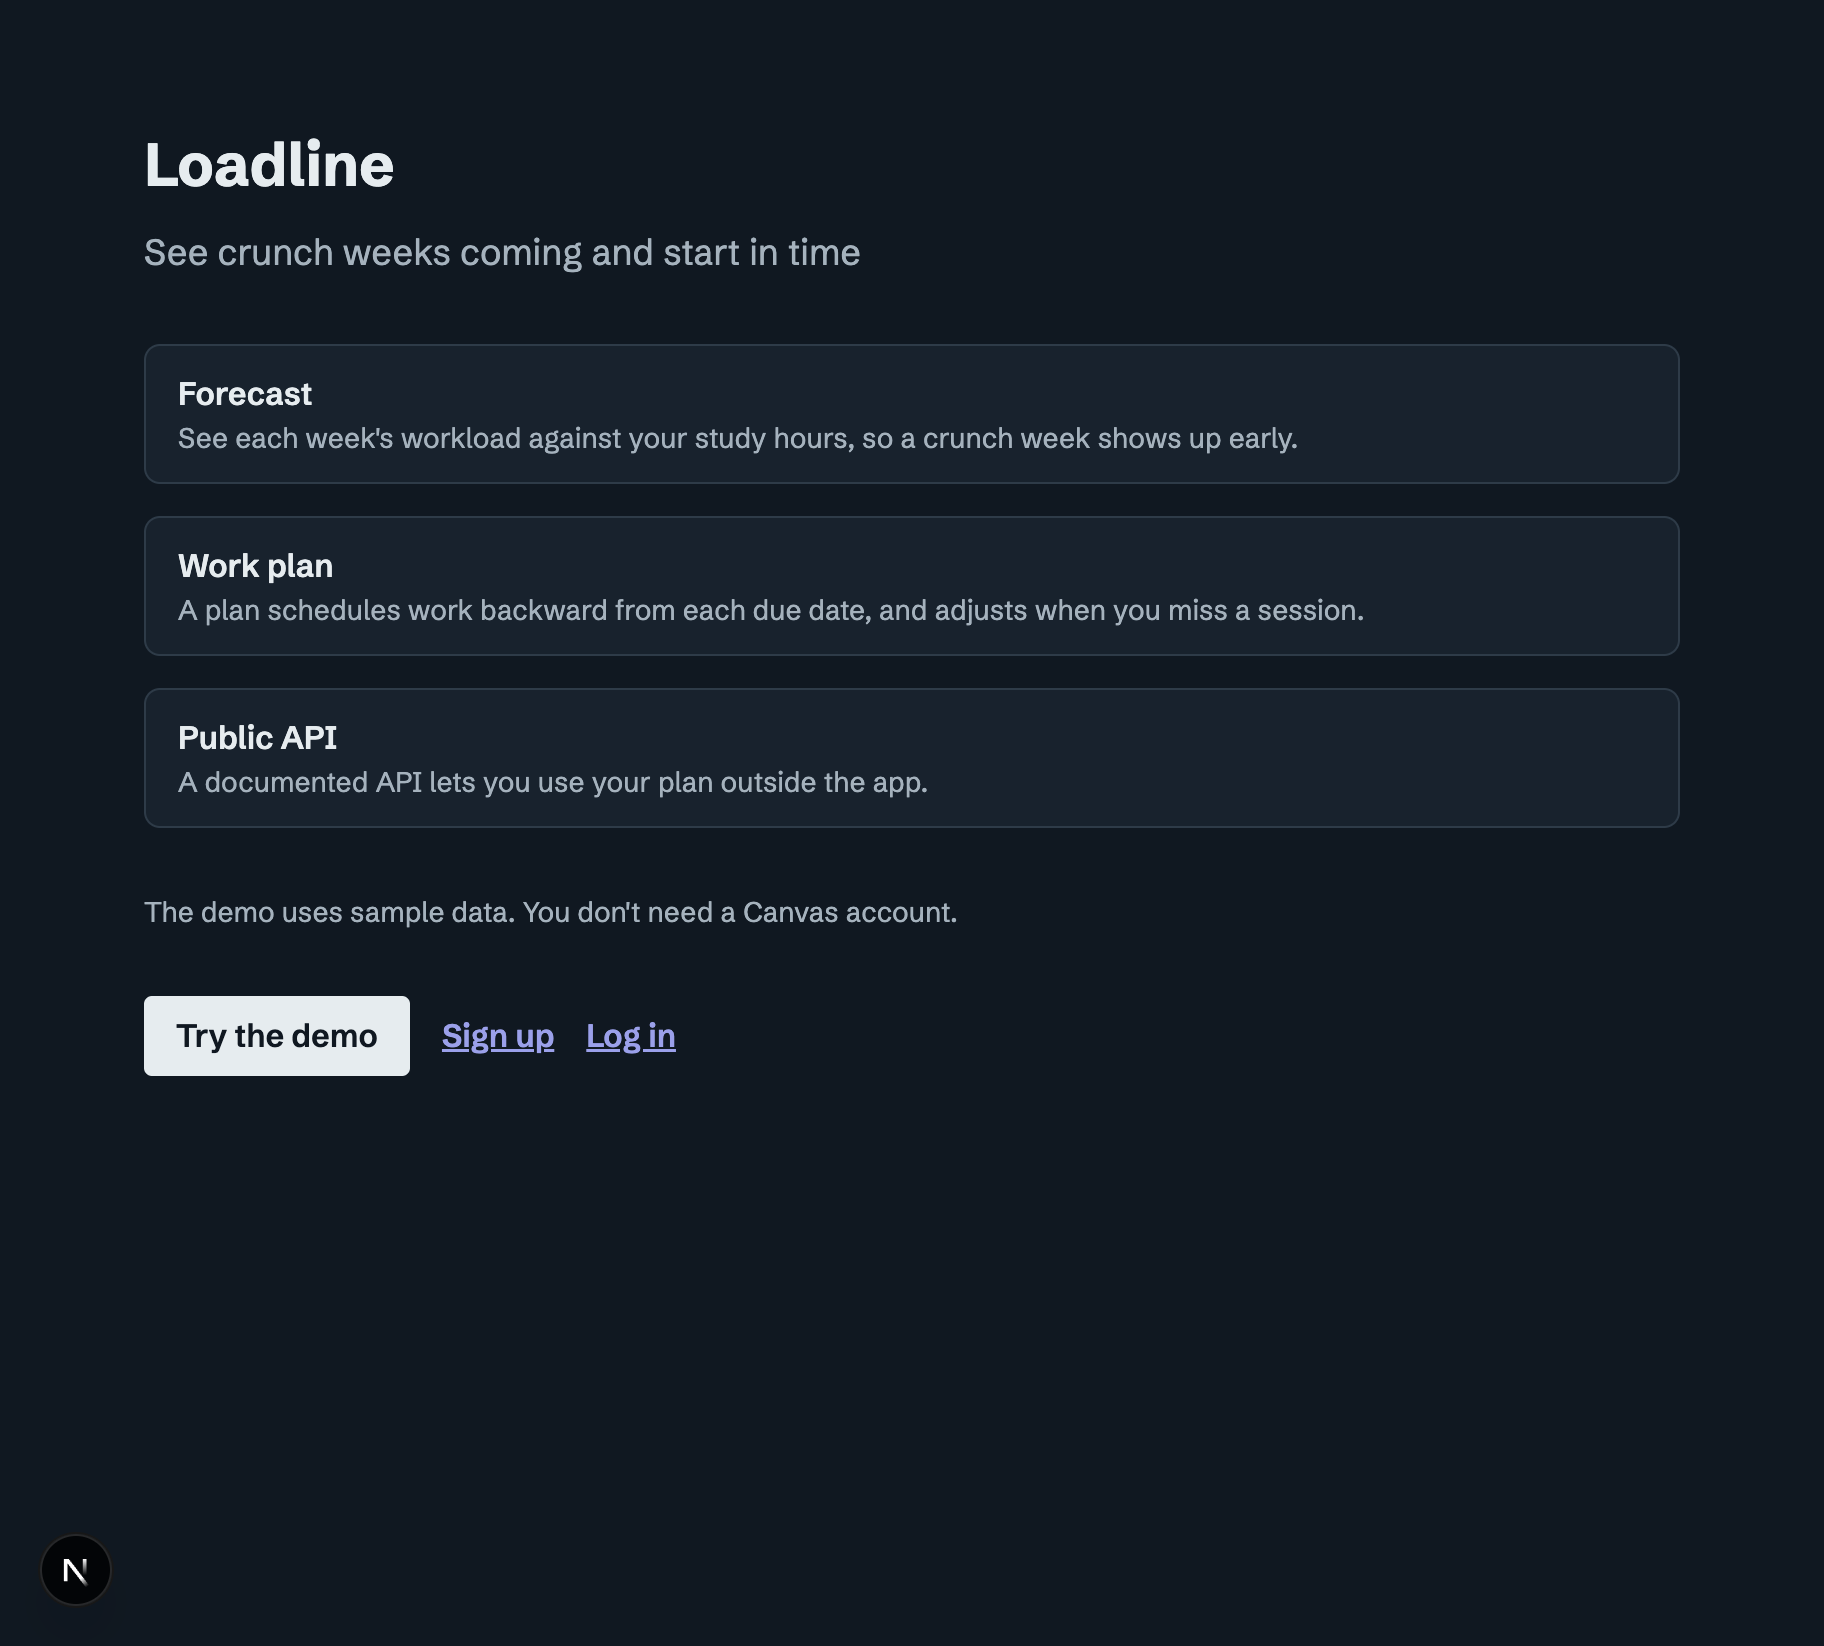 Loadline
See crunch weeks coming and start in time
Forecast
See each week's workload against your study hours, so a crunch week shows up early.
Work plan
A plan schedules work backward from each due date, and adjusts when you miss a session.
Public API
A documented API lets you use your plan outside the app.
The demo uses sample data. You don't need a Canvas account.
Try the demo Sign up Log in
N